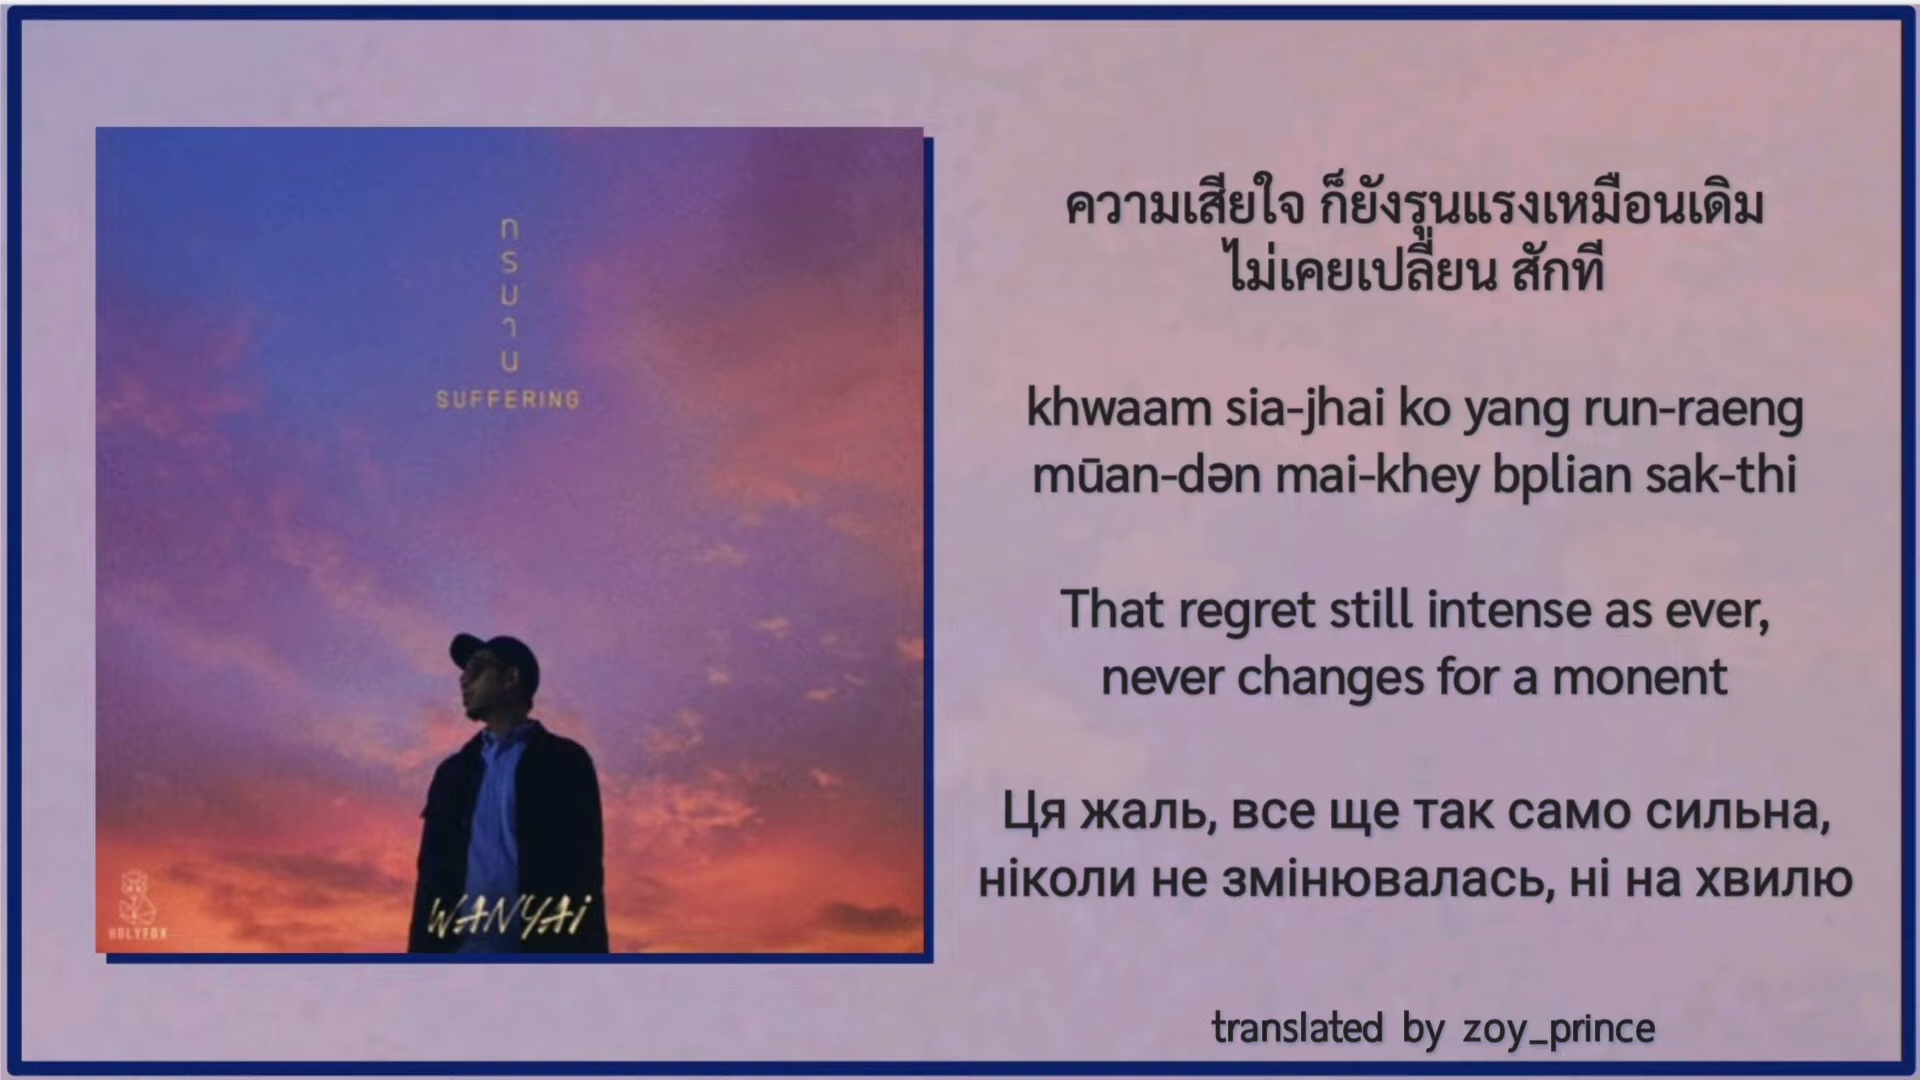 ก
ร
ม
า
น
SUFFERING
WANYAi
HOLYFOX
ความเสียใจ ก็ยังรุนแรงเหมือนเดิม
ไม่เคยเปลี่ยน สักที
khwaam sia-jhai ko yang run-raeng
mūan-dən mai-khey bplian sak-thi
That regret still intense as ever,
never changes for a monent
Ця жаль, все ще так само сильна,
ніколи не змінювалась, ні на хвилю
translated by zoy_prince